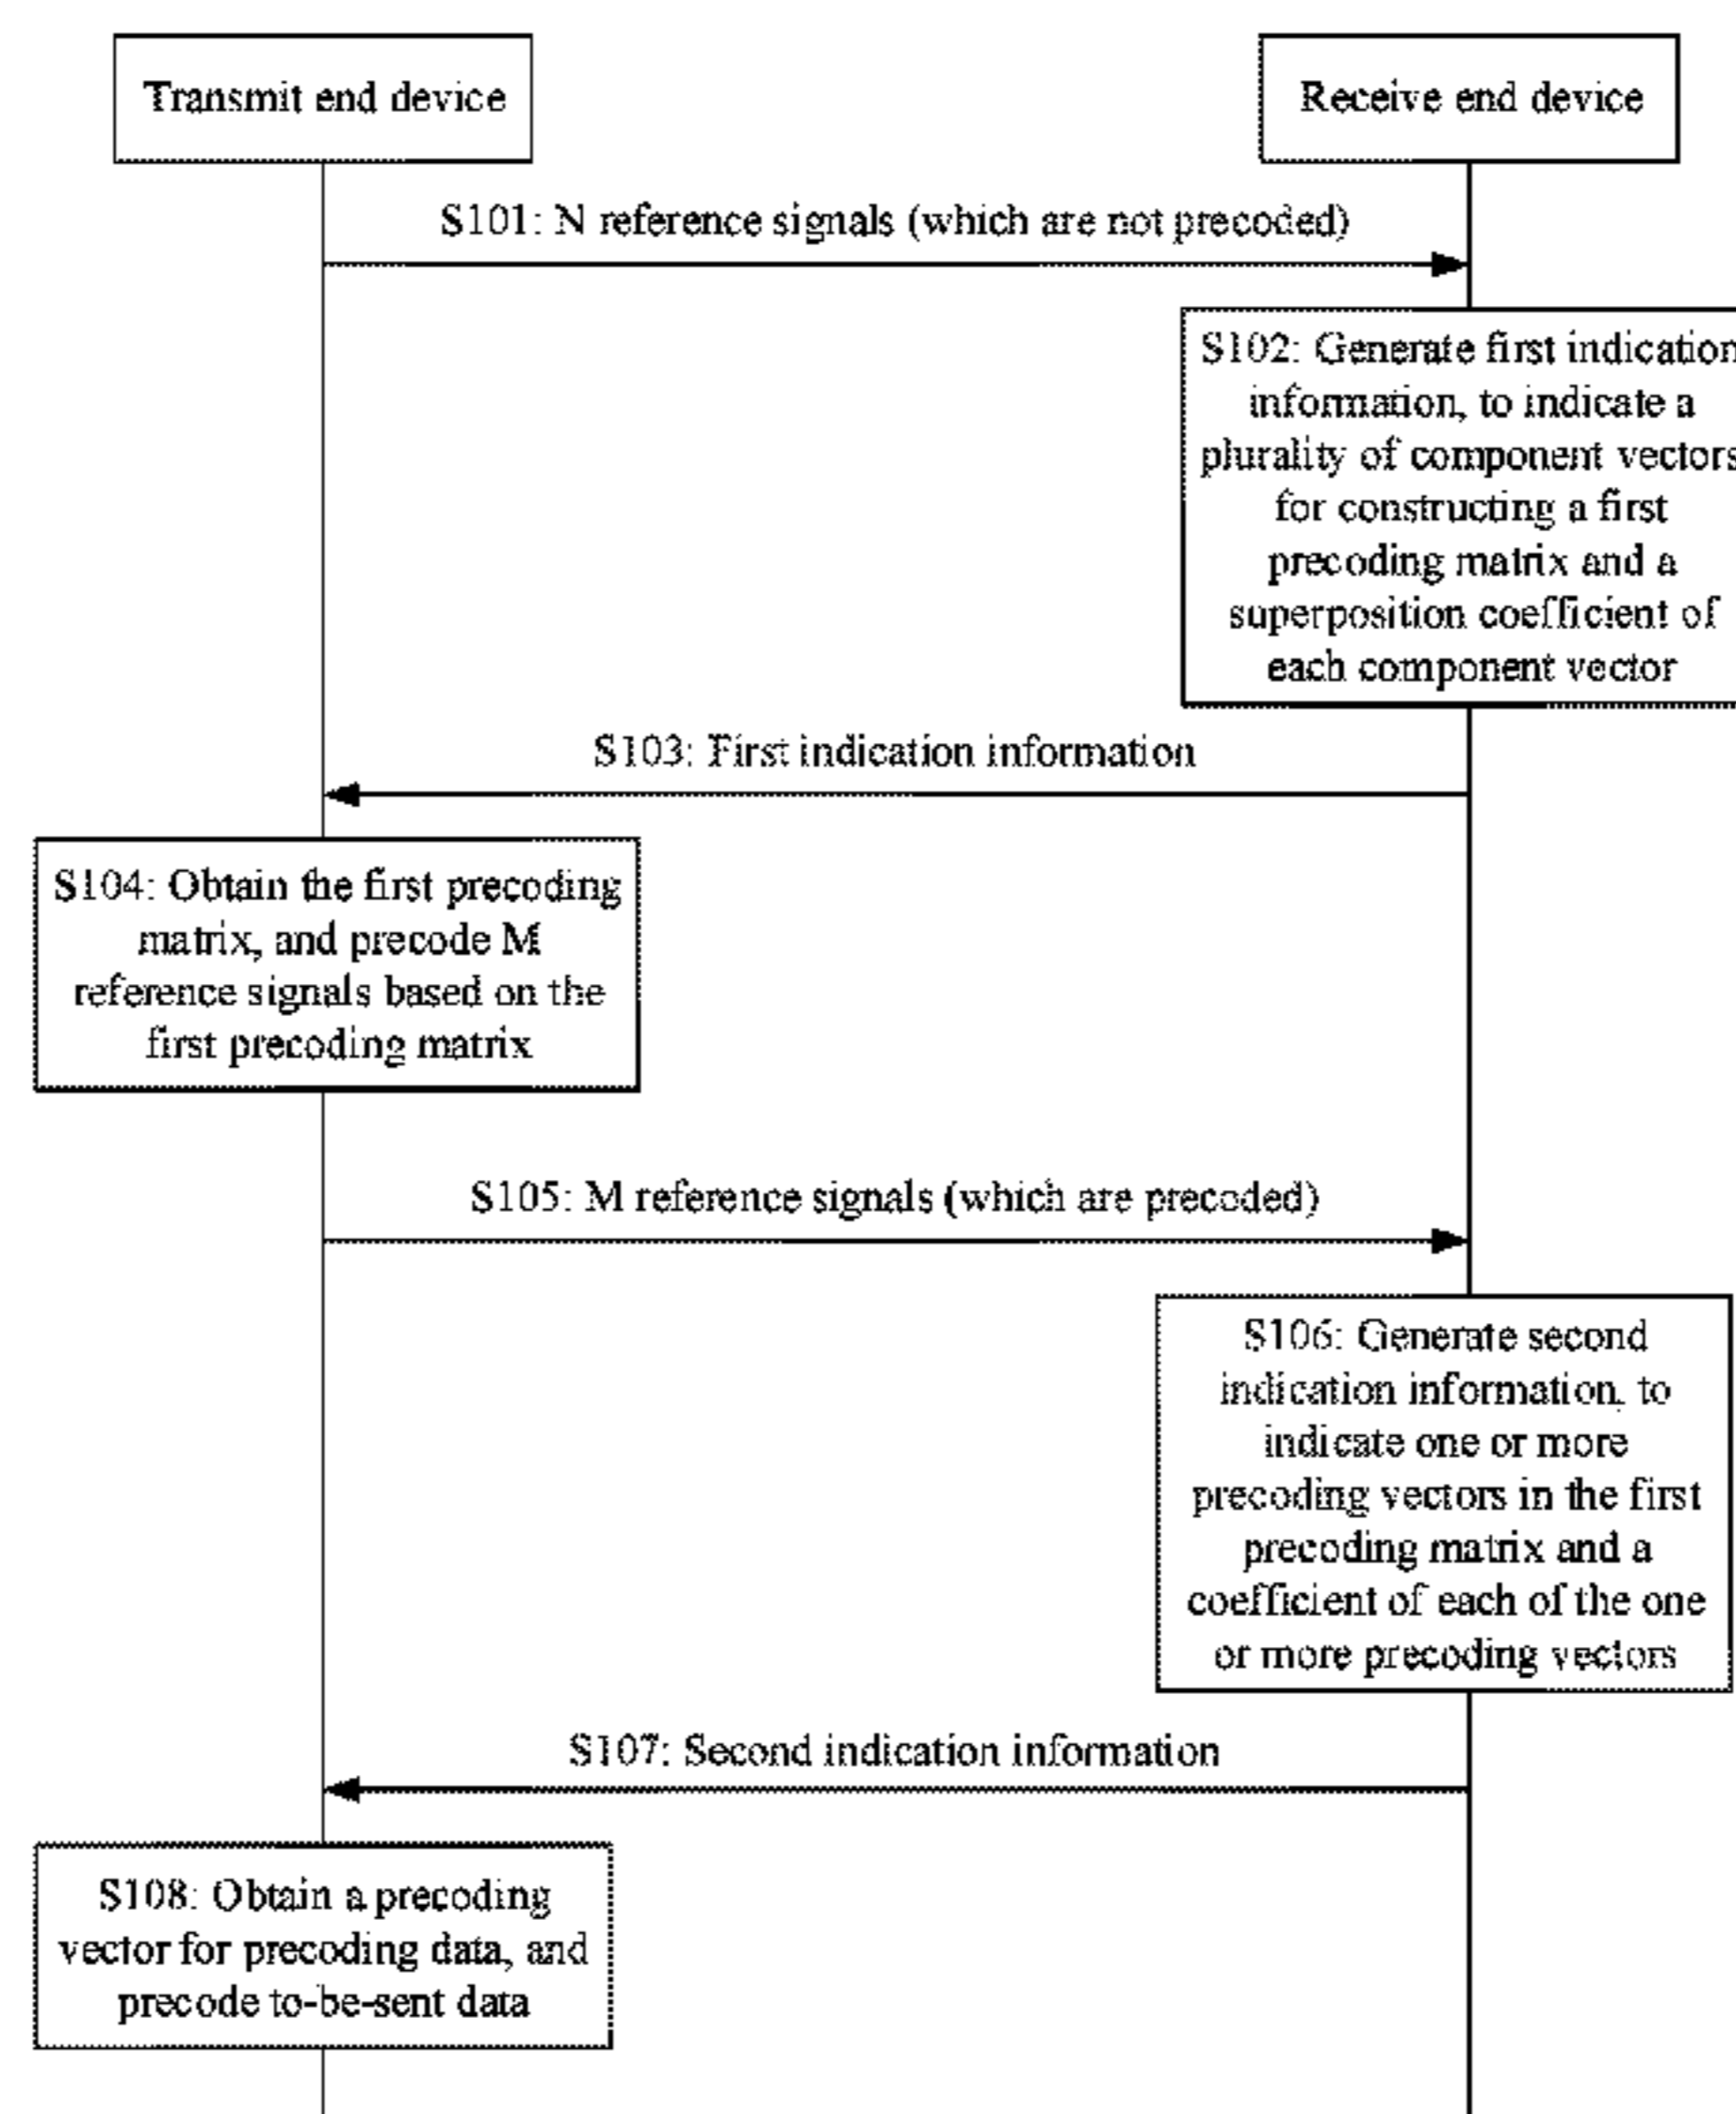 Transmit end device
Receive end device
S101: N reference signals (which are not precoded)
S102: Generate first indication
information, to indicate a
plurality of component vectors
for constructing a first
precoding matrix and a
superposition coefficient of
each component vector
S103: First indication information
S104: Obtain the first precoding
matrix, and precode M
reference signals based on the
first precoding matrix
S105: M reference signals (which are precoded)
S106: Generate second
indication information, to
indicate one or more
precoding vectors in the first
precoding matrix and a
coefficient of each of the one
or more precoding vectors
S107: Second indication information
S108: Obtain a precoding
vector for precoding data, and
precode to-be-sent data